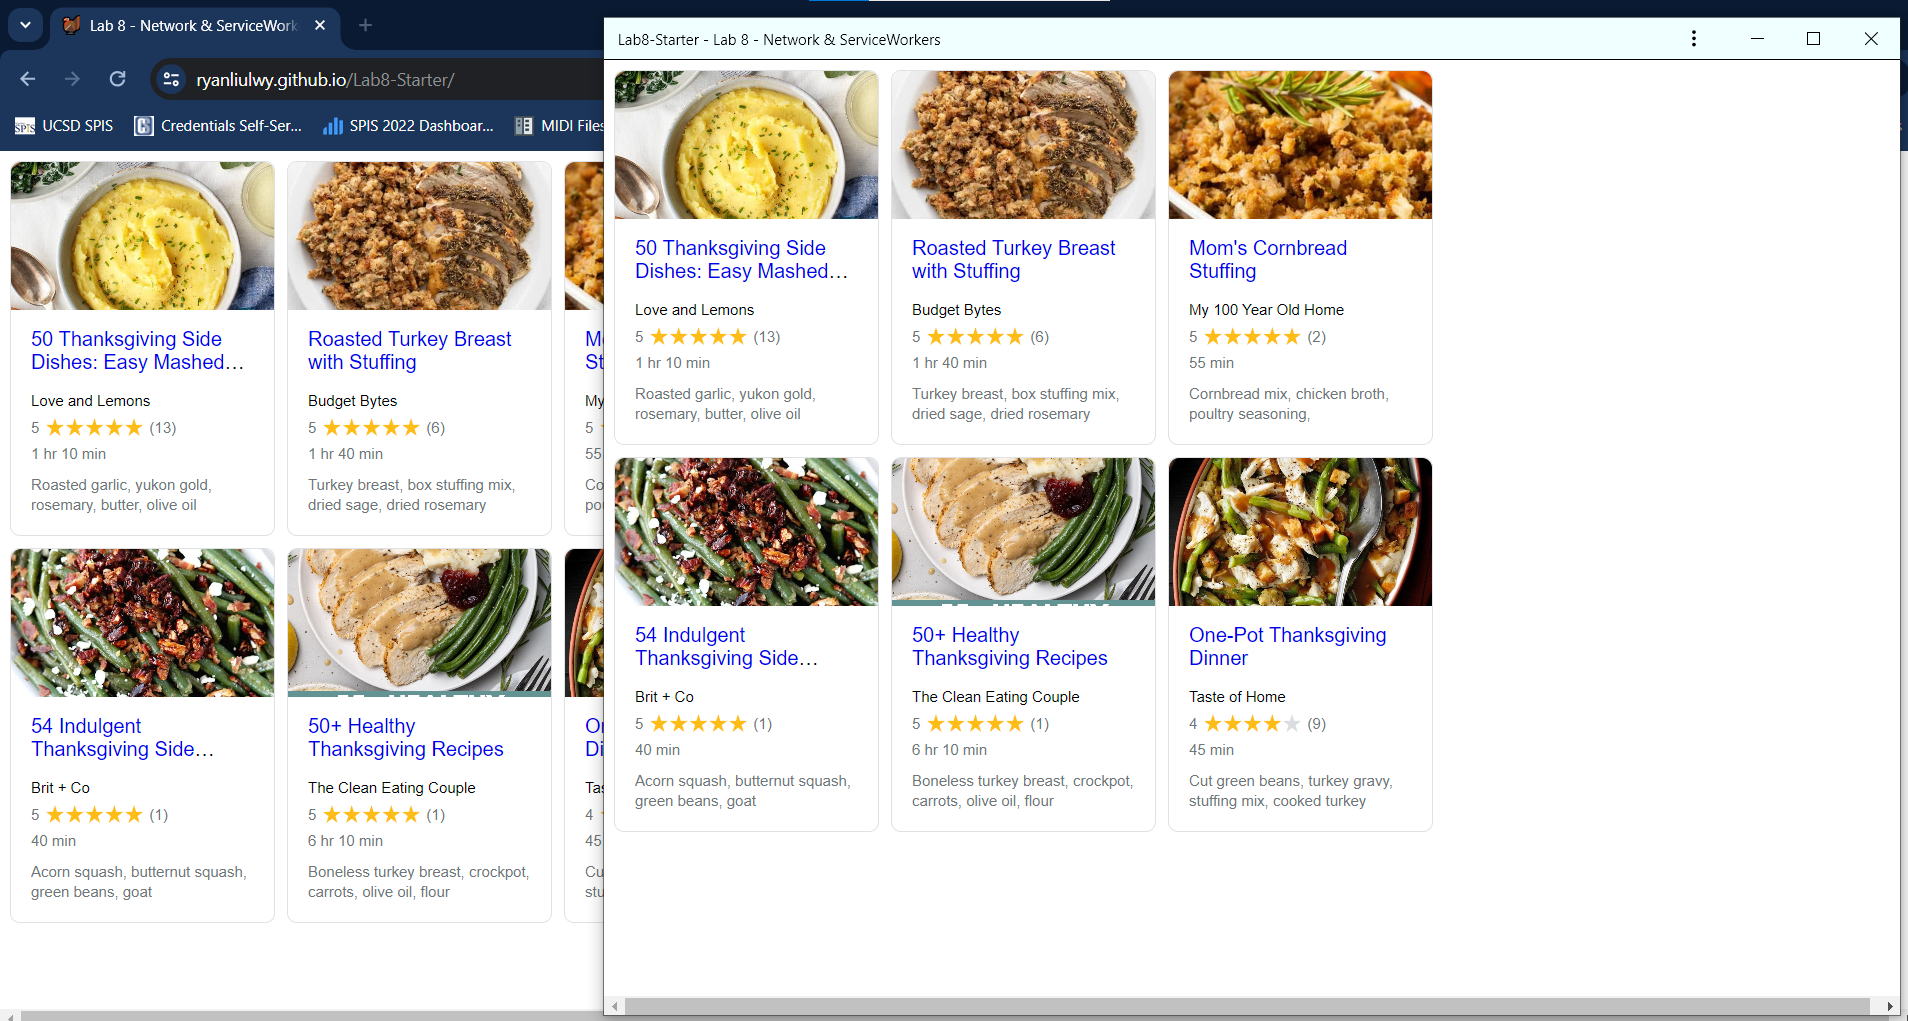 Lab 8 - Network & ServiceWork
ryanliulwy.github.io/Lab8-Starter/
UCSD SPIS
Credentials Self-Ser...
SPIS 2022 Dashboar...
MIDI Files
50 Thanksgiving Side
Dishes: Easy Mashed...
Love and Lemons
5 ★★★★★ (13)
1 hr 10 min
Roasted garlic, yukon gold,
rosemary, butter, olive oil
Roasted Turkey Breast
with Stuffing
Budget Bytes
5 ★★★★★ (6)
1 hr 40 min
Turkey breast, box stuffing mix,
dried sage, dried rosemary
My
5
55
54 Indulgent
Thanksgiving Side...
Brit + Co
5 ★★★★★ (1)
40 min
Acorn squash, butternut squash,
green beans, goat
50+ Healthy
Thanksgiving Recipes
The Clean Eating Couple
5 ★★★★★ (1)
6 hr 10 min
Boneless turkey breast, crockpot,
carrots, olive oil, flour
4
45
Lab8-Starter - Lab 8 - Network & ServiceWorkers
50 Thanksgiving Side
Dishes: Easy Mashed...
Love and Lemons
5 ★★★★★ (13)
1 hr 10 min
Roasted garlic, yukon gold,
rosemary, butter, olive oil
Roasted Turkey Breast
with Stuffing
Budget Bytes
5 ★★★★★ (6)
1 hr 40 min
Turkey breast, box stuffing mix,
dried sage, dried rosemary
Mom's Cornbread
Stuffing
My 100 Year Old Home
5 ★★★★★ (2)
55 min
Cornbread mix, chicken broth,
poultry seasoning,
54 Indulgent
Thanksgiving Side...
Brit + Co
5 ★★★★★ (1)
40 min
Acorn squash, butternut squash,
green beans, goat
50+ Healthy
Thanksgiving Recipes
The Clean Eating Couple
5 ★★★★★ (1)
6 hr 10 min
Boneless turkey breast, crockpot,
carrots, olive oil, flour
One-Pot Thanksgiving
Dinner
Taste of Home
4 ★★★★★ (9)
45 min
Cut green beans, turkey gravy,
stuffing mix, cooked turkey